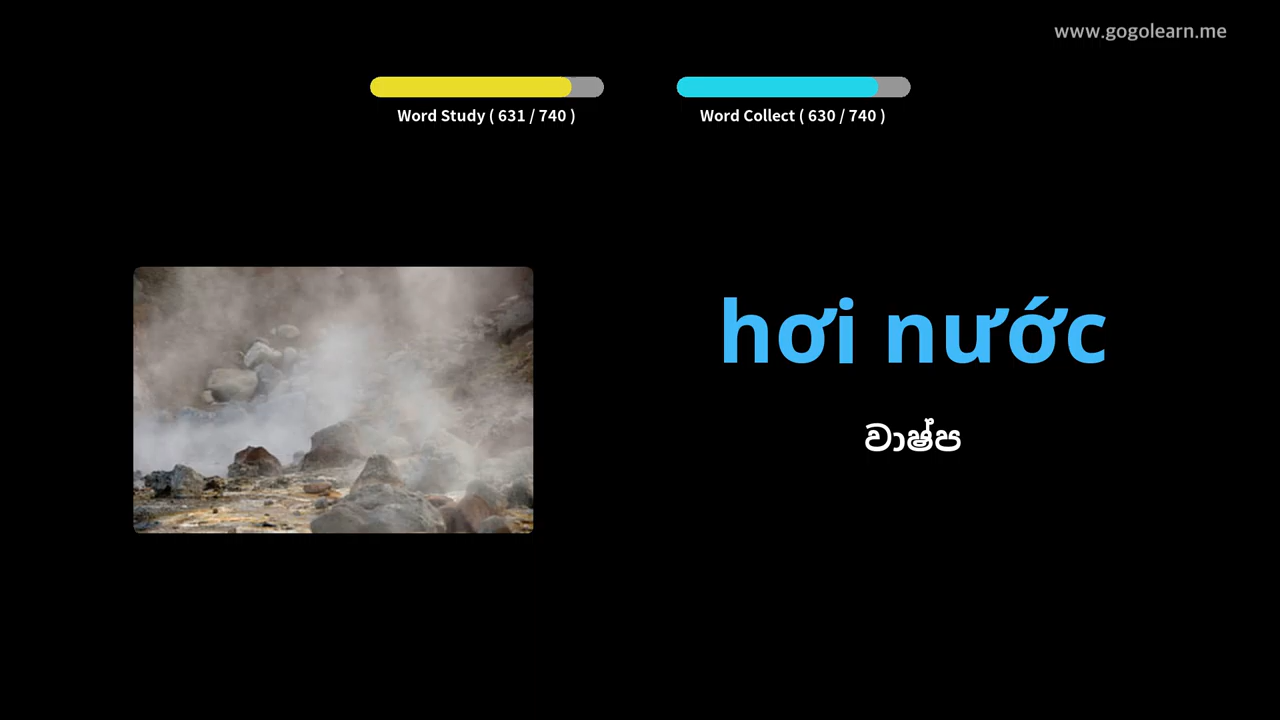 www.gogolearn.me
Word Study ( 631 / 740 )
Word Collect ( 630 / 740 )
hơi nước
වාෂ්ප